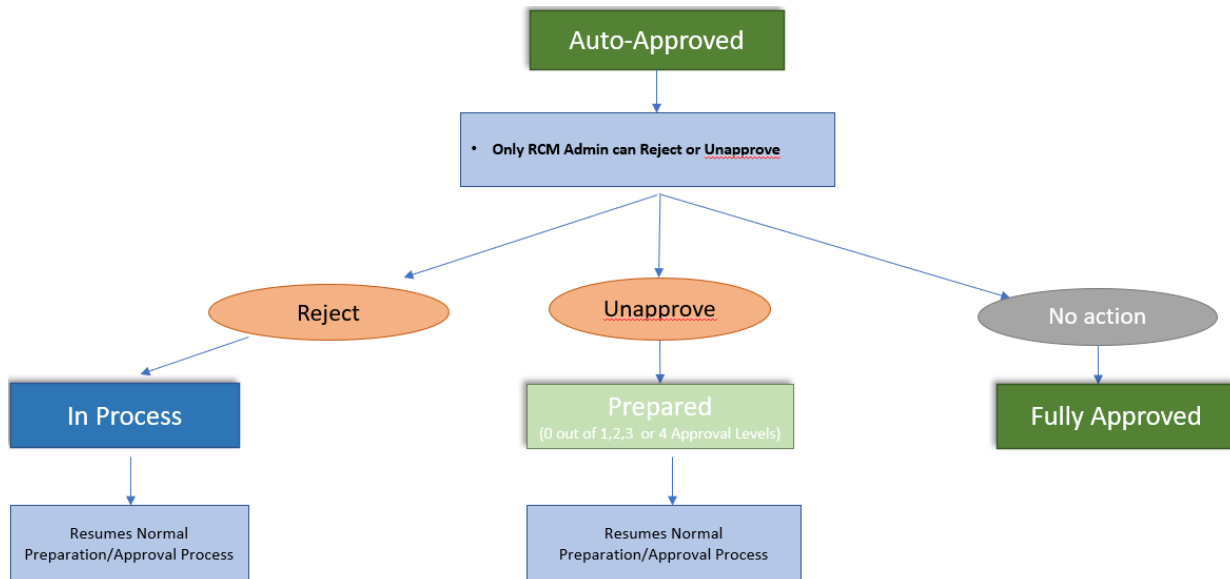 Auto-Approved
• Only RCM Admin can Reject or Unapprove
Reject
Unapprove
No action
In Process
Prepared
(0 out of 1,2,3 or 4 Approval Levels)
Fully Approved
Resumes Normal
Preparation/Approval Process
Resumes Normal
Preparation/Approval Process